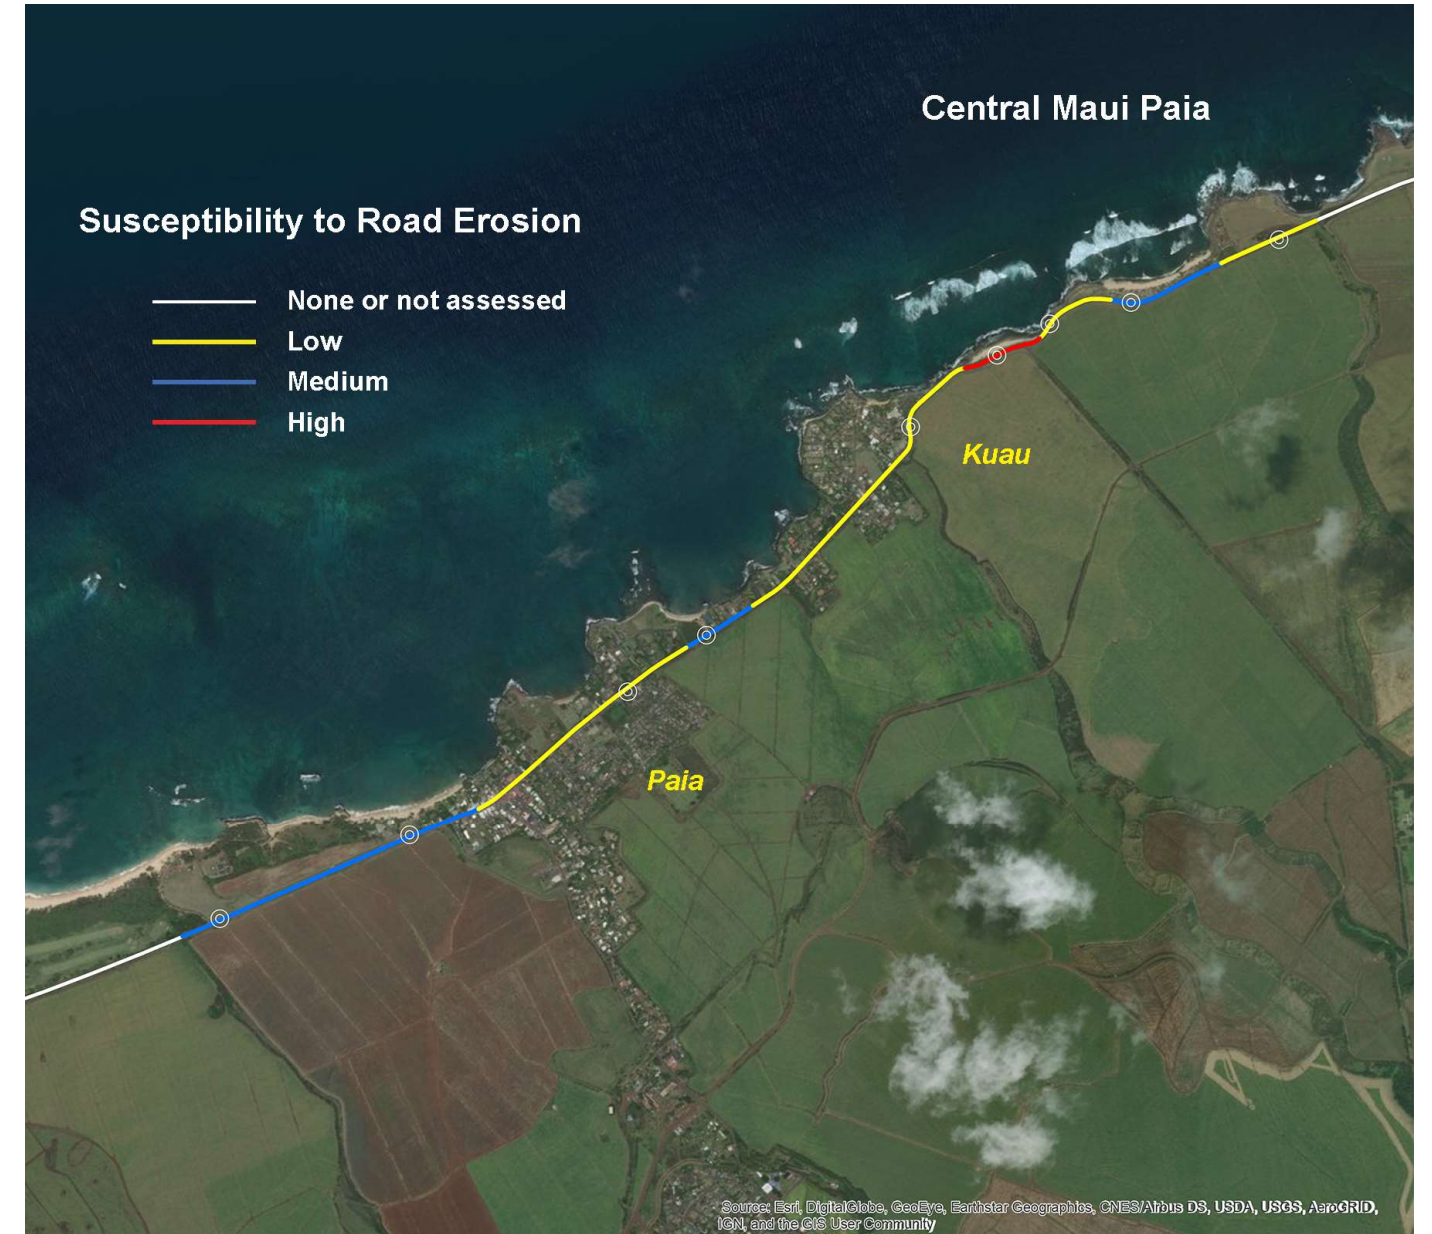 Central Maui Paia
Susceptibility to Road Erosion
None or not assessed
Low
Medium
High
Kuau
Paia
Source: Esri, DigitalGlobe, GeoEye, Earthstar Geographics, CNES/Airbus DS, USDA, USGS, AeroGRID,
IGN, and the GIS User Community